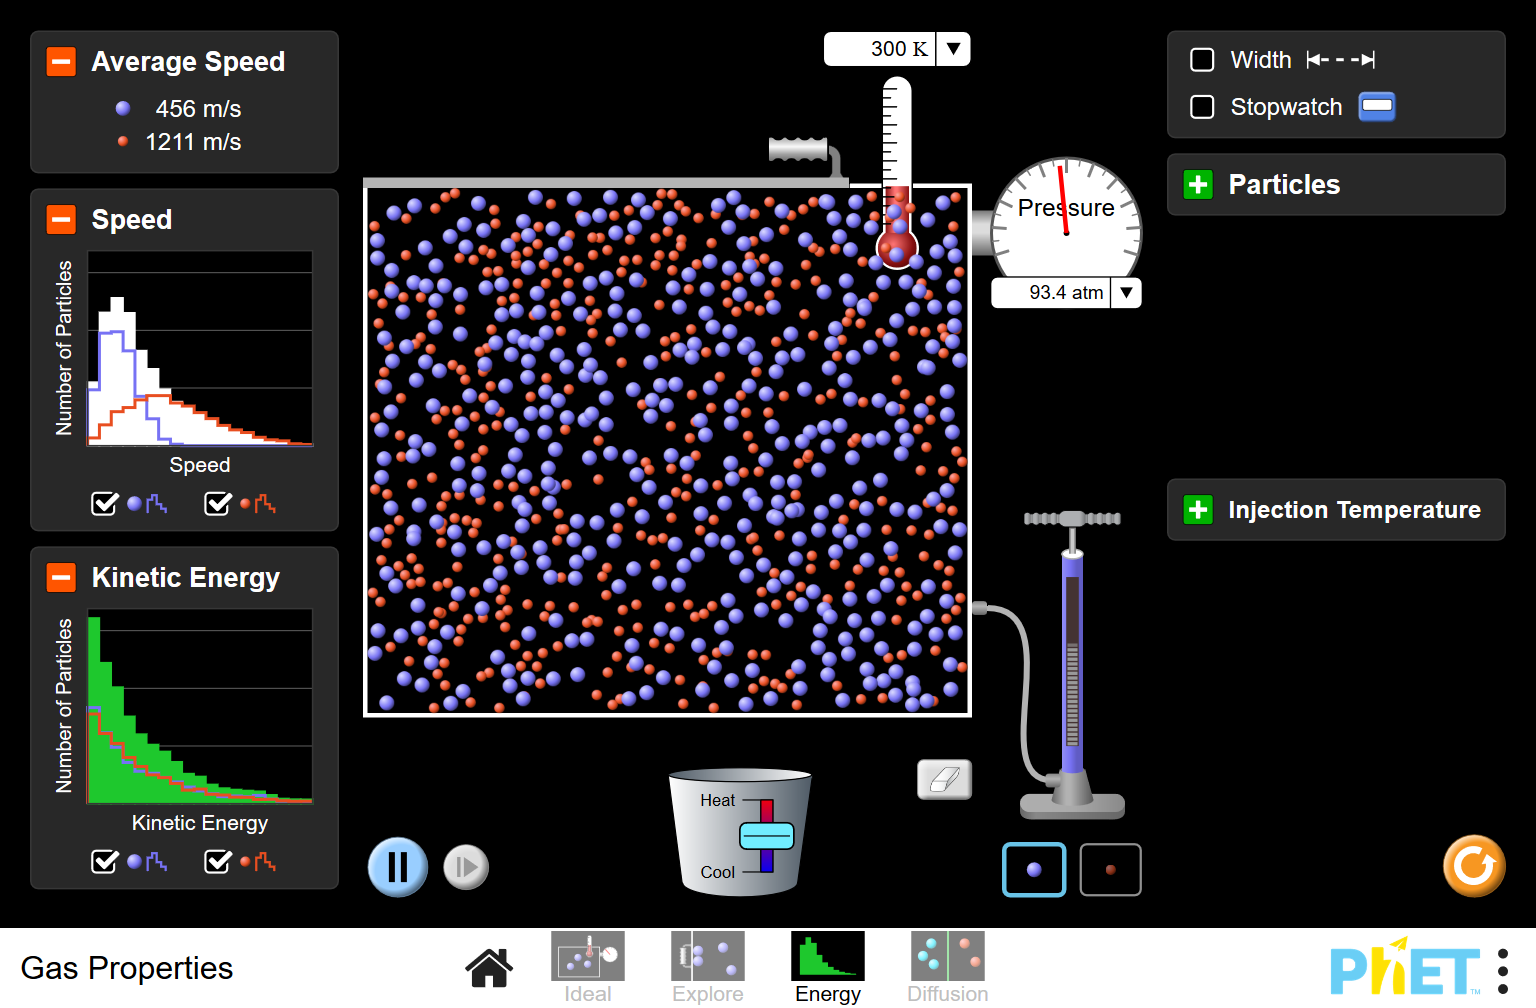 Average Speed
456 m/s
1211 m/s
Speed
Number of Particles
Speed
Kinetic Energy
Number of Particles
Kinetic Energy
300 K
Pressure
93.4 atm
Width
Stopwatch
Particles
Injection Temperature
Heat
Cool
Gas Properties
Ideal
Explore
Energy
Diffusion
PhET™